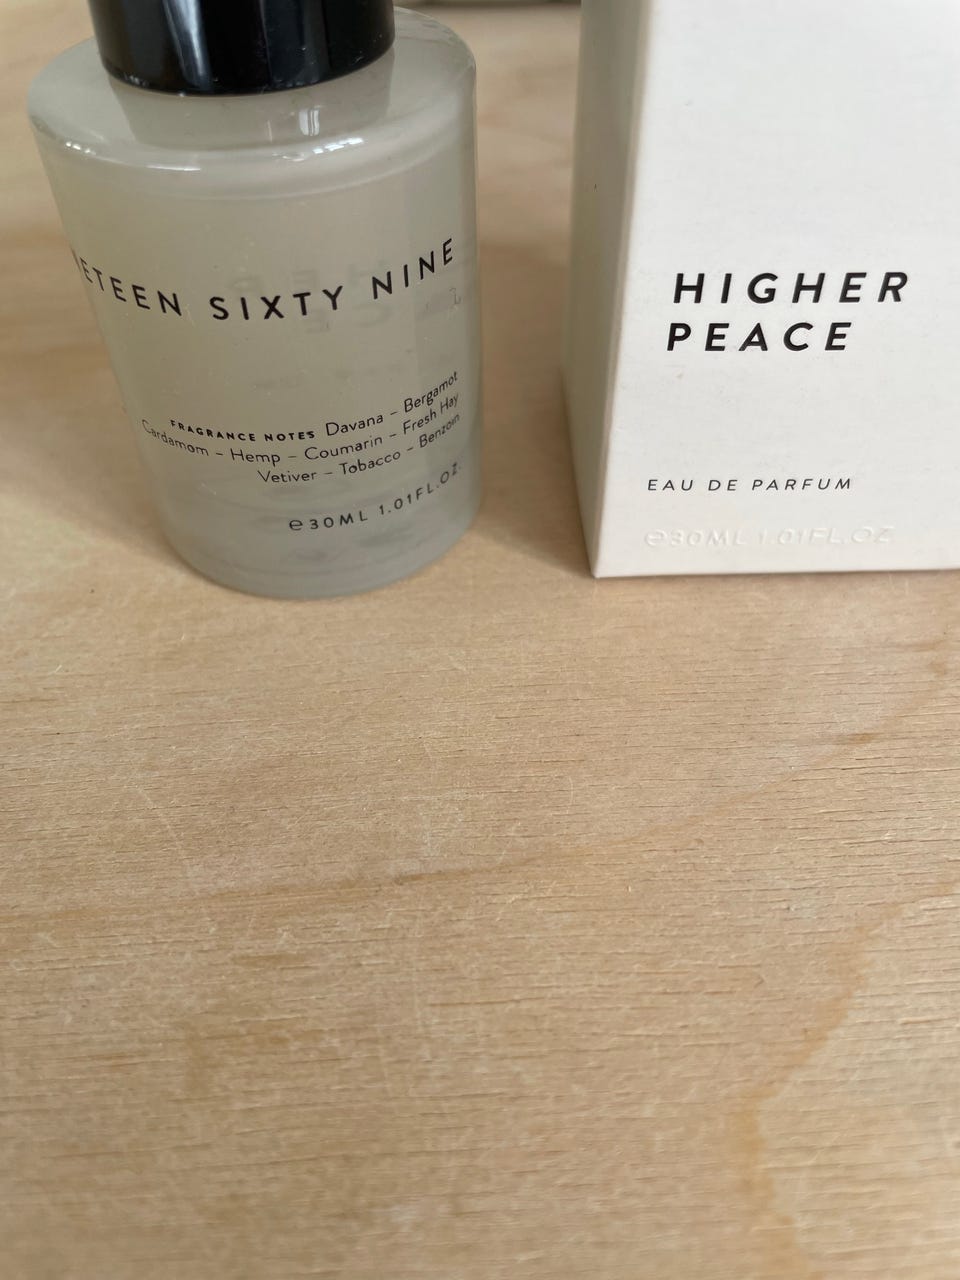 NETEEN SIXTY NINE
FRAGRANCE NOTES Davana – Bergamot
Cardamom – Hemp – Coumarin – Fresh Hay
Vetiver – Tobacco – Benzoin
℮30ML 1.01FL.OZ.
HIGHER
PEACE
EAU DE PARFUM
℮30ML 1.01FL.OZ